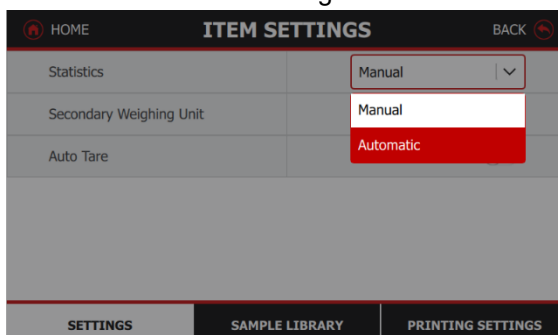 HOME ITEM SETTINGS BACK
Statistics Manual
Secondary Weighing Unit Manual
Auto Tare Automatic
SETTINGS SAMPLE LIBRARY PRINTING SETTINGS